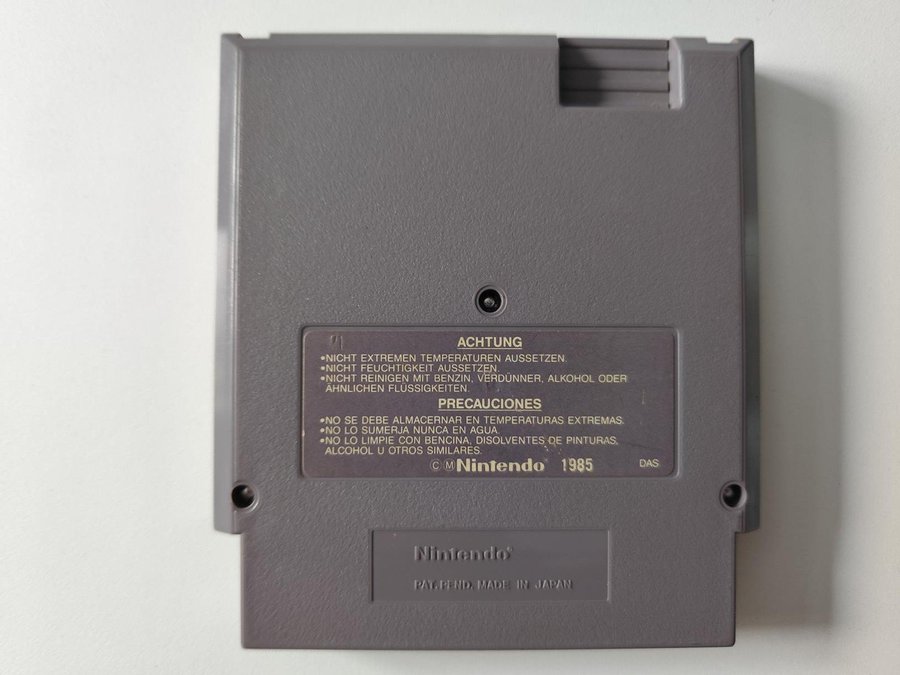 ACHTUNG
•NICHT EXTREMEN TEMPERATUREN AUSSETZEN.
•NICHT FEUCHTIGKEIT AUSSETZEN.
•NICHT REINIGEN MIT BENZIN, VERDÜNNER, ALKOHOL ODER
ÄHNLICHEN FLÜSSIGKEITEN.
PRECAUCIONES
•NO SE DEBE ALMACERNAR EN TEMPERATURAS EXTREMAS.
•NO LO SUMERJA NUNCA EN AGUA.
•NO LO LIMPIE CON BENCINA, DISOLVENTES DE PINTURAS,
ALCOHOL U OTROS SIMILARES.
©Ⓜ Nintendo® 1985 DAS
Nintendo®
PAT. PEND. MADE IN JAPAN